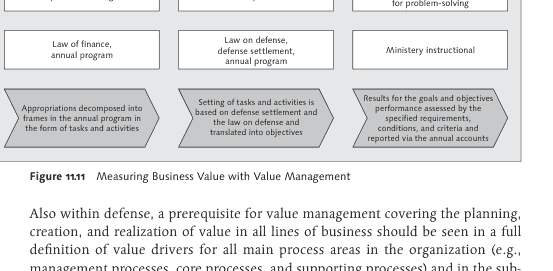 for problem-solving
Law of finance,
annual program
Law on defense,
defense settlement,
annual program
Ministery instructional
Appropriations decomposed into
frames in the annual program in
the form of tasks and activities
Setting of tasks and activities is
based on defense settlement and
the law on defense and
translated into objectives
Results for the goals and objectives
performance assessed by the
specified requirements,
conditions, and criteria and
reported via the annual accounts
Figure 11.11 Measuring Business Value with Value Management
Also within defense, a prerequisite for value management covering the planning,
creation, and realization of value in all lines of business should be seen in a full
definition of value drivers for all main process areas in the organization (e.g.,
management processes, core processes, and supporting processes) and in the sub-